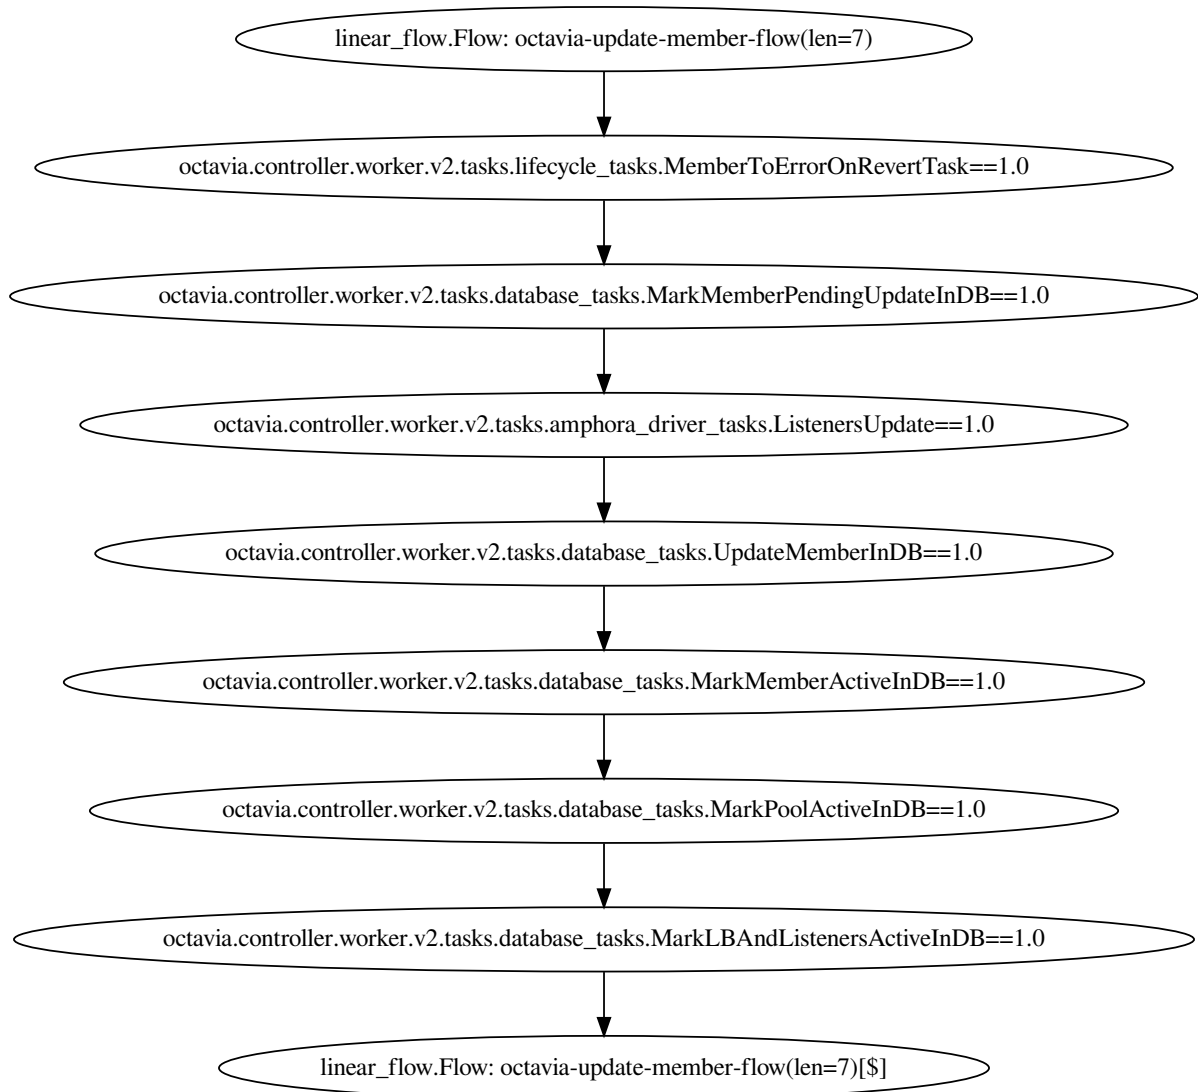 linear_flow.Flow: octavia-update-member-flow(len=7)
octavia.controller.worker.v2.tasks.lifecycle_tasks.MemberToErrorOnRevertTask==1.0
octavia.controller.worker.v2.tasks.database_tasks.MarkMemberPendingUpdateInDB==1.0
octavia.controller.worker.v2.tasks.amphora_driver_tasks.ListenersUpdate==1.0
octavia.controller.worker.v2.tasks.database_tasks.UpdateMemberInDB==1.0
octavia.controller.worker.v2.tasks.database_tasks.MarkMemberActiveInDB==1.0
octavia.controller.worker.v2.tasks.database_tasks.MarkPoolActiveInDB==1.0
octavia.controller.worker.v2.tasks.database_tasks.MarkLBAndListenersActiveInDB==1.0
linear_flow.Flow: octavia-update-member-flow(len=7)[$]